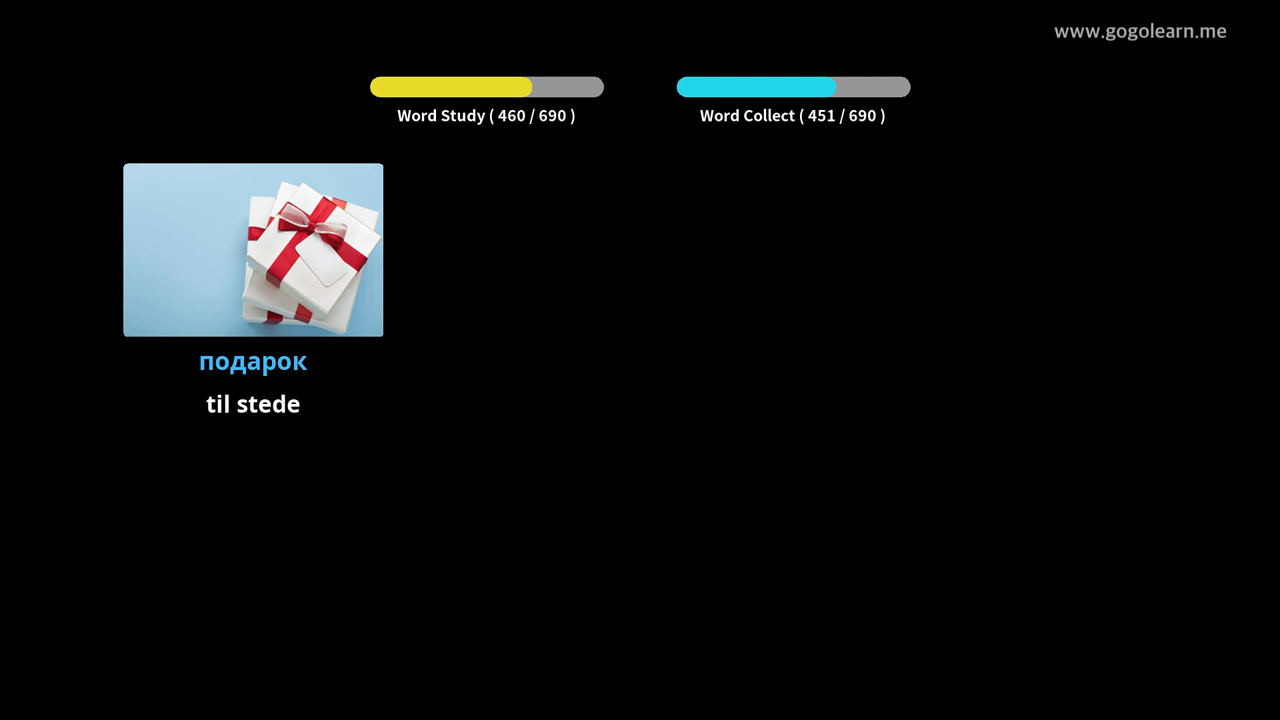 www.gogolearn.me
Word Study ( 460 / 690 )
Word Collect ( 451 / 690 )
подарок
til stede